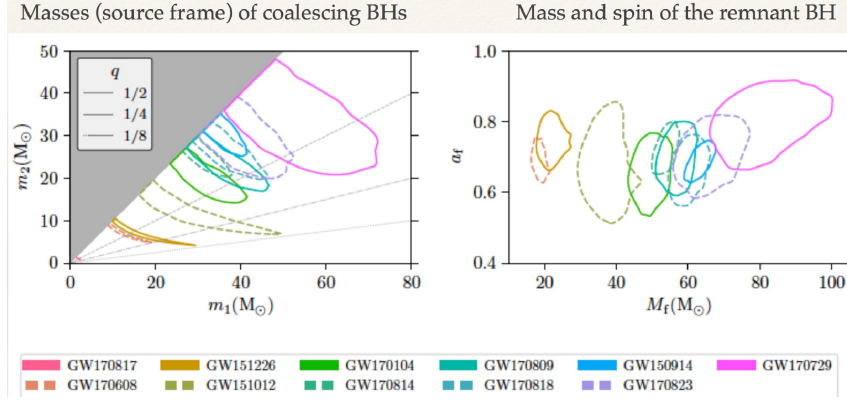 Masses (source frame) of coalescing BHs
Mass and spin of the remnant BH
50
40
30
20
10
0
m₂(M⊙)
q
1/2
1/4
1/8
0 20 40 60 80
m₁(M⊙)
1.0
0.8
0.6
0.4
a_f
20 40 60 80 100
M_f(M⊙)
GW170817 GW151226 GW170104 GW170809 GW150914 GW170729
GW170608 GW151012 GW170814 GW170818 GW170823